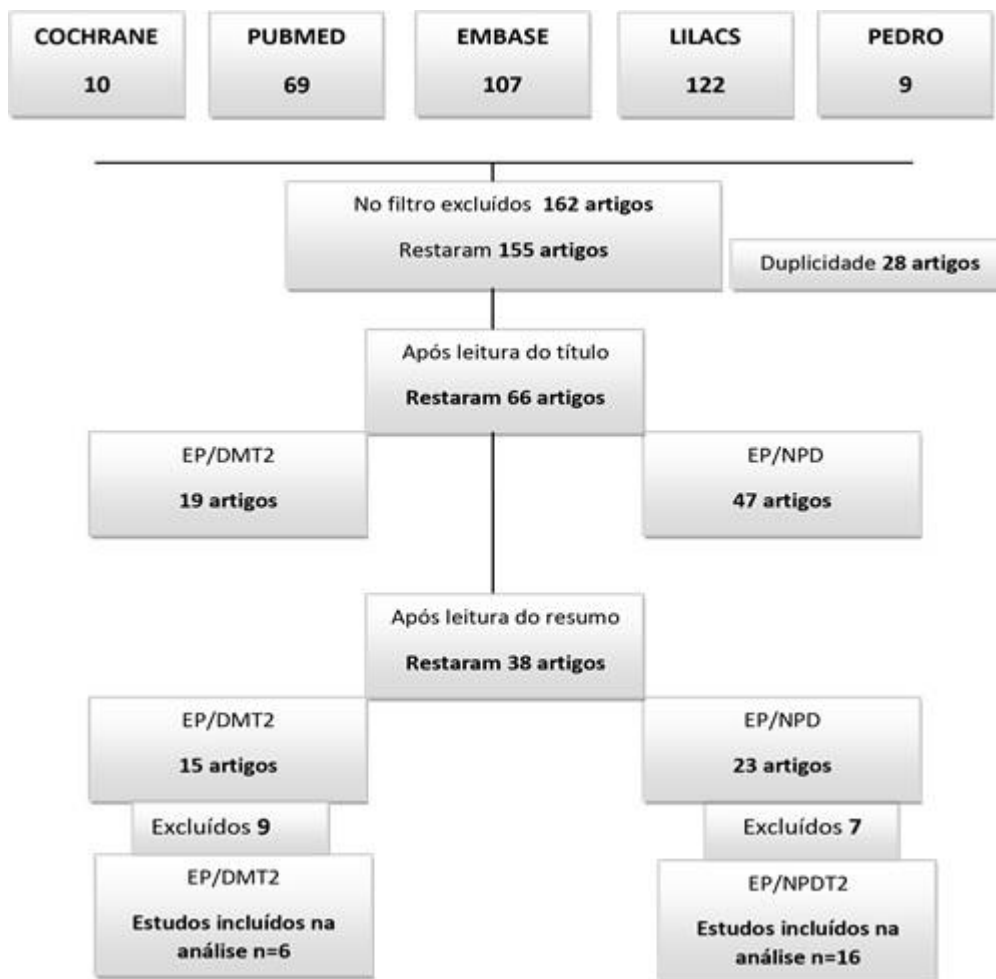 COCHRANE
10
PUBMED
69
EMBASE
107
LILACS
122
PEDRO
9
No filtro excluídos 162 artigos
Restaram 155 artigos
Duplicidade 28 artigos
Após leitura do título
Restaram 66 artigos
EP/DMT2
19 artigos
EP/NPD
47 artigos
Após leitura do resumo
Restaram 38 artigos
EP/DMT2
15 artigos
EP/NPD
23 artigos
Excluídos 9
Excluídos 7
EP/DMT2
Estudos incluídos na
análise n=6
EP/NPDT2
Estudos incluídos na
análise n=16